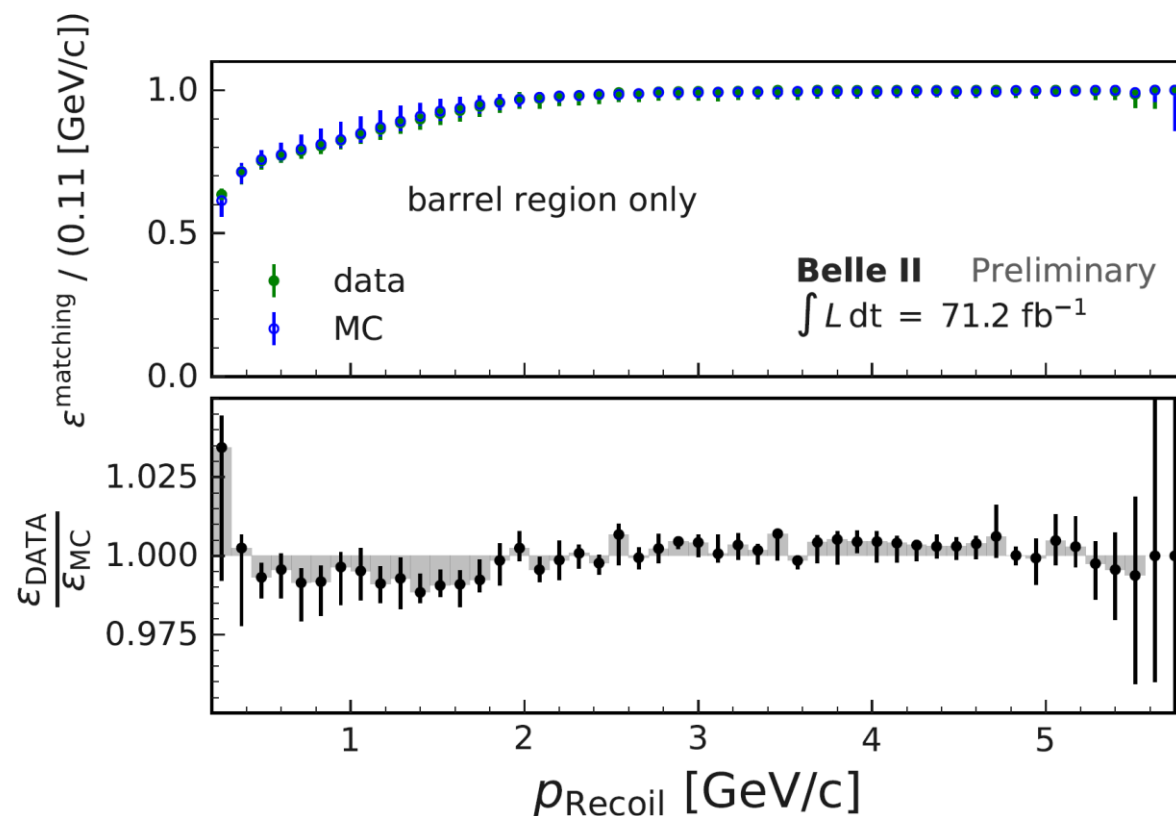 ε^matching / (0.11 [GeV/c])
1.0
0.5
0.0
barrel region only
data
MC
Belle II Preliminary
∫ L dt = 71.2 fb⁻¹
ε_DATA
ε_MC
1.025
1.000
0.975
1 2 3 4 5
p_Recoil [GeV/c]